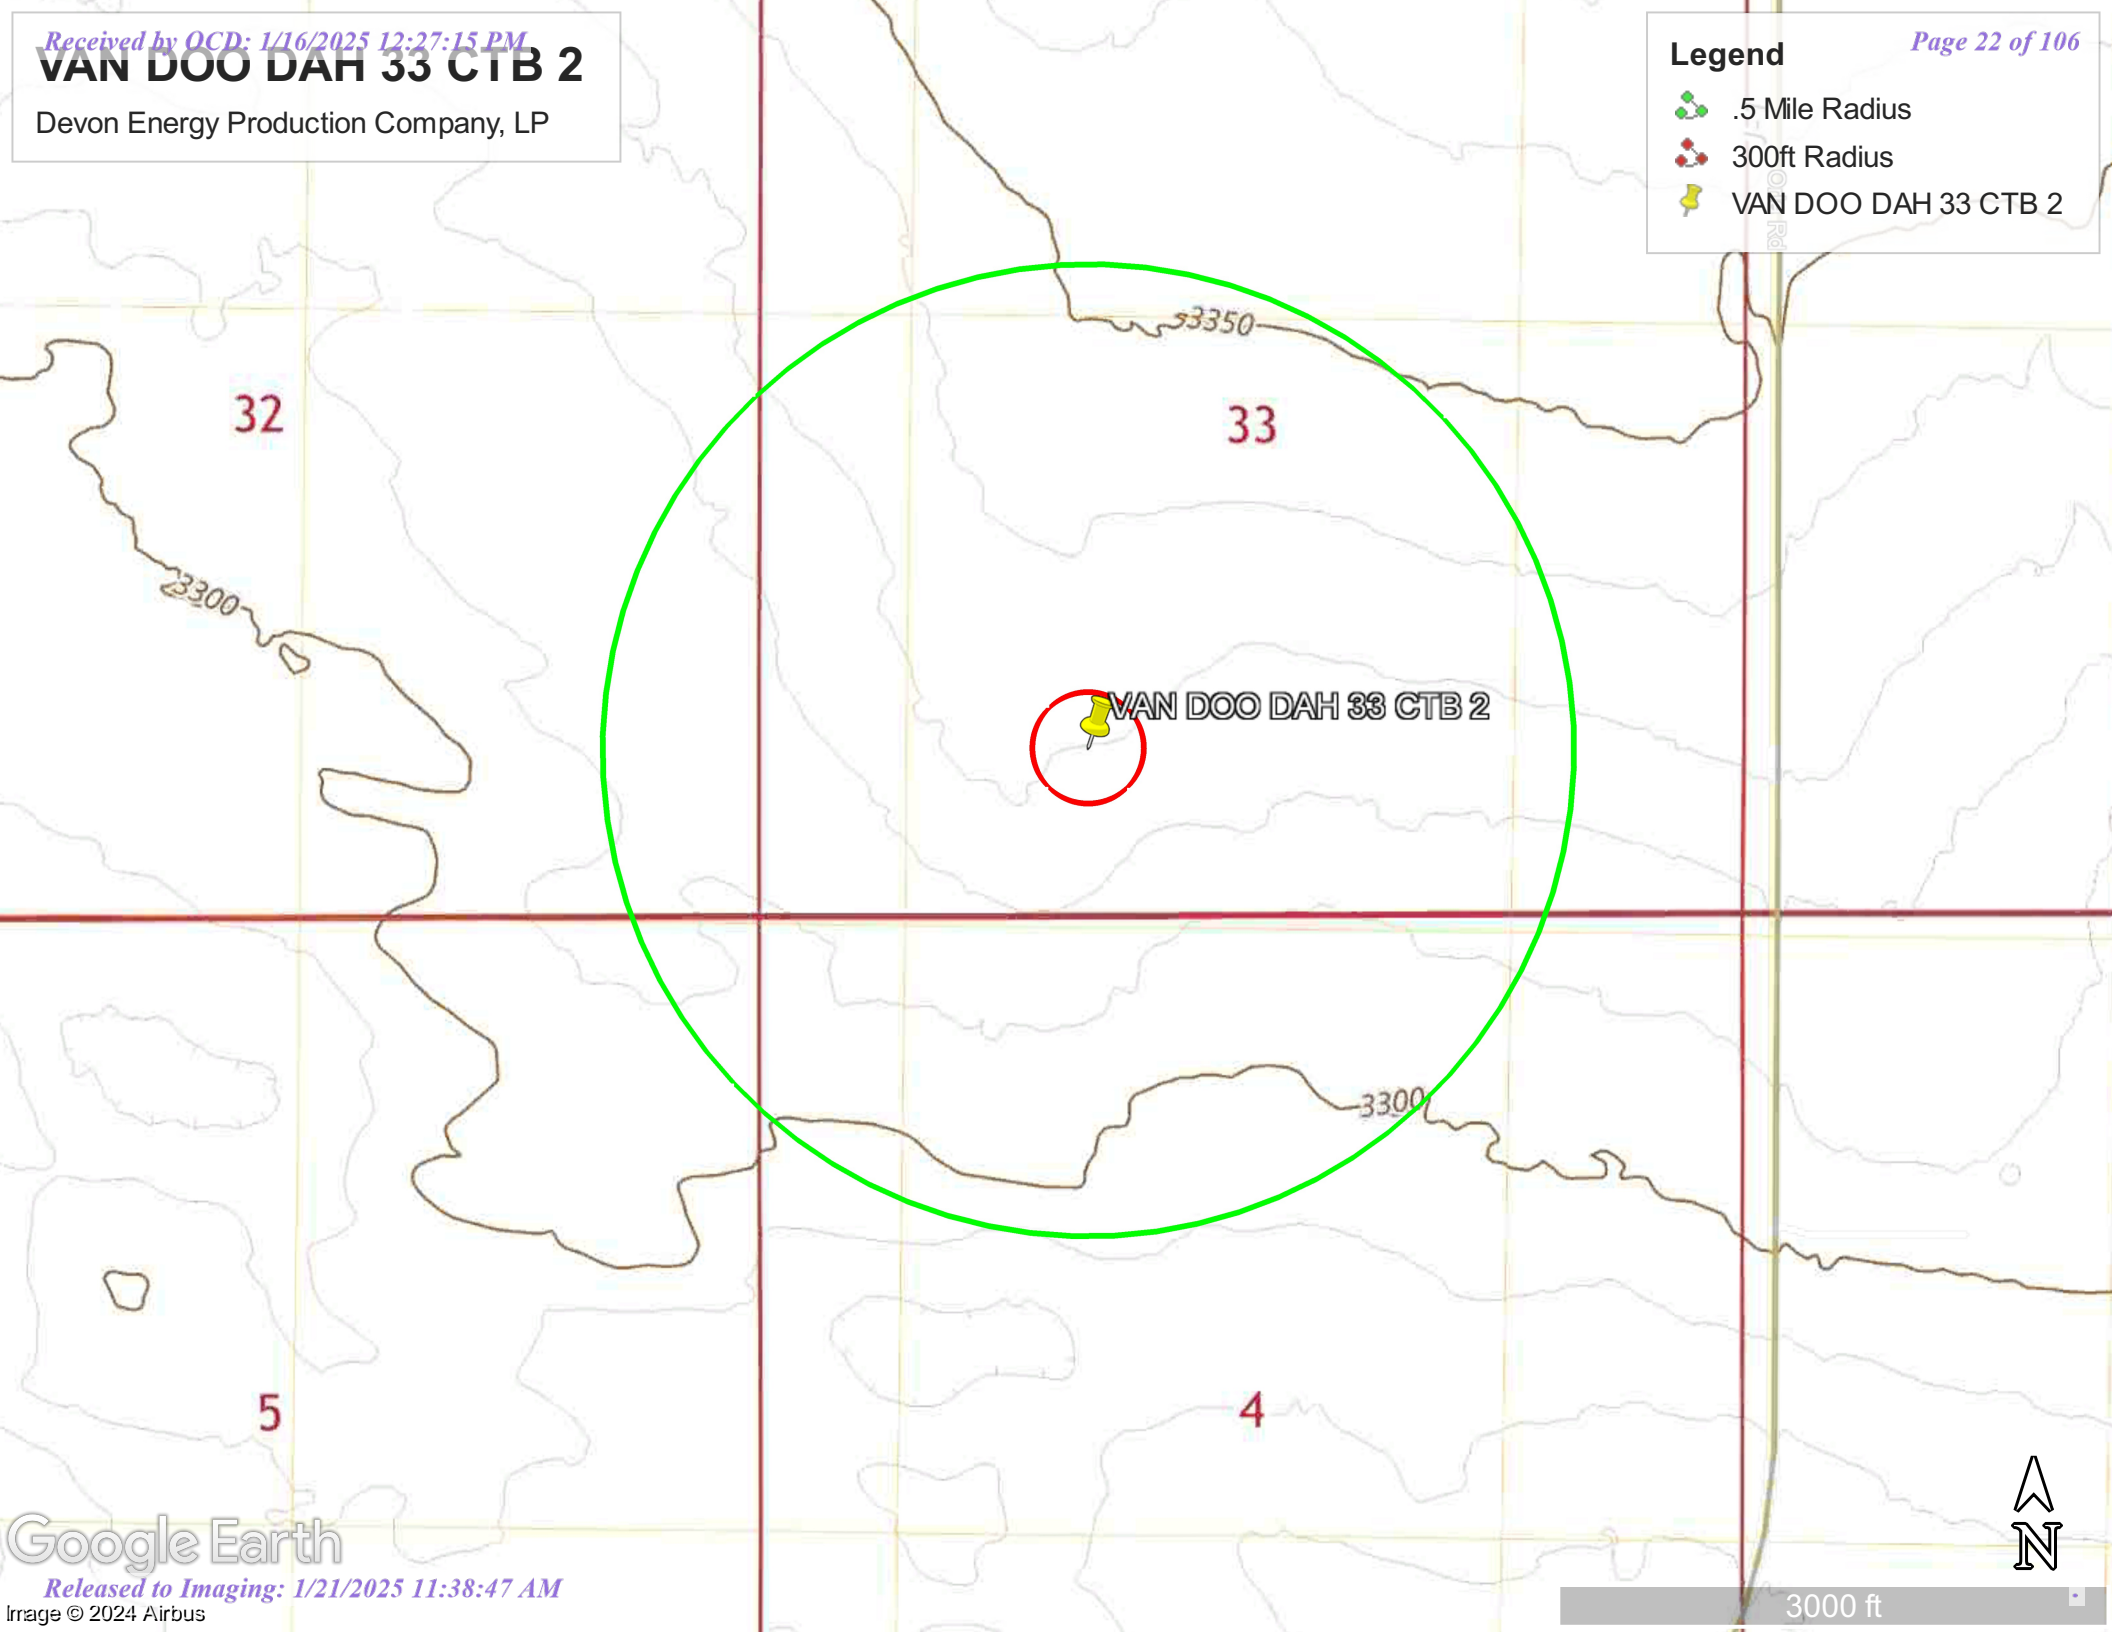 Received by OCD: 1/16/2025 12:27:15 PM
VAN DOO DAH 33 CTB 2
Devon Energy Production Company, LP
Page 22 of 106
Legend
.5 Mile Radius
300ft Radius
VAN DOO DAH 33 CTB 2
3350
32
33
3300
VAN DOO DAH 33 CTB 2
3300
5
4
N
Google Earth
Released to Imaging: 1/21/2025 11:38:47 AM
Image © 2024 Airbus
3000 ft